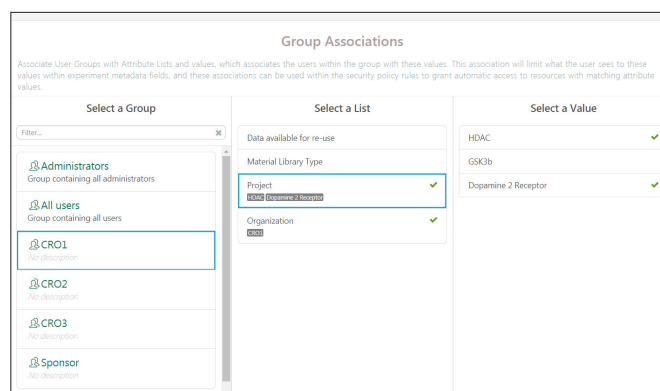 Group Associations
Associate User Groups with Attribute Lists and values, which associates the users within the group with these values. This association will limit what the user sees to these
values within experiment metadata fields, and these associations can be used within the security policy rules to grant automatic access to resources with matching attribute
values.
Select a Group
Filter...
Administrators
Group containing all administrators
All users
Group containing all users
CRO1
No description
CRO2
No description
CRO3
No description
Sponsor
No description
Select a List
Data available for re-use
Material Library Type
Project
HDAC Dopamine 2 Receptor
Organization
CRO1
Select a Value
HDAC
GSK3b
Dopamine 2 Receptor